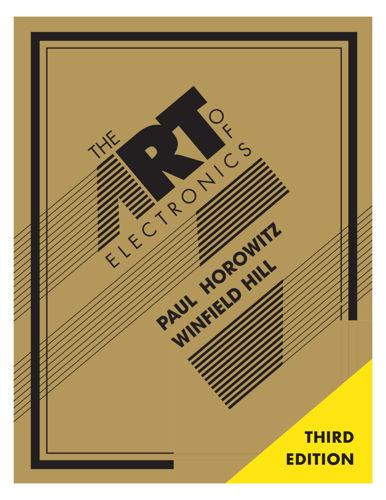 THE
ART
OF
ELECTRONICS
PAUL HOROWITZ
WINFIELD HILL
THIRD
EDITION